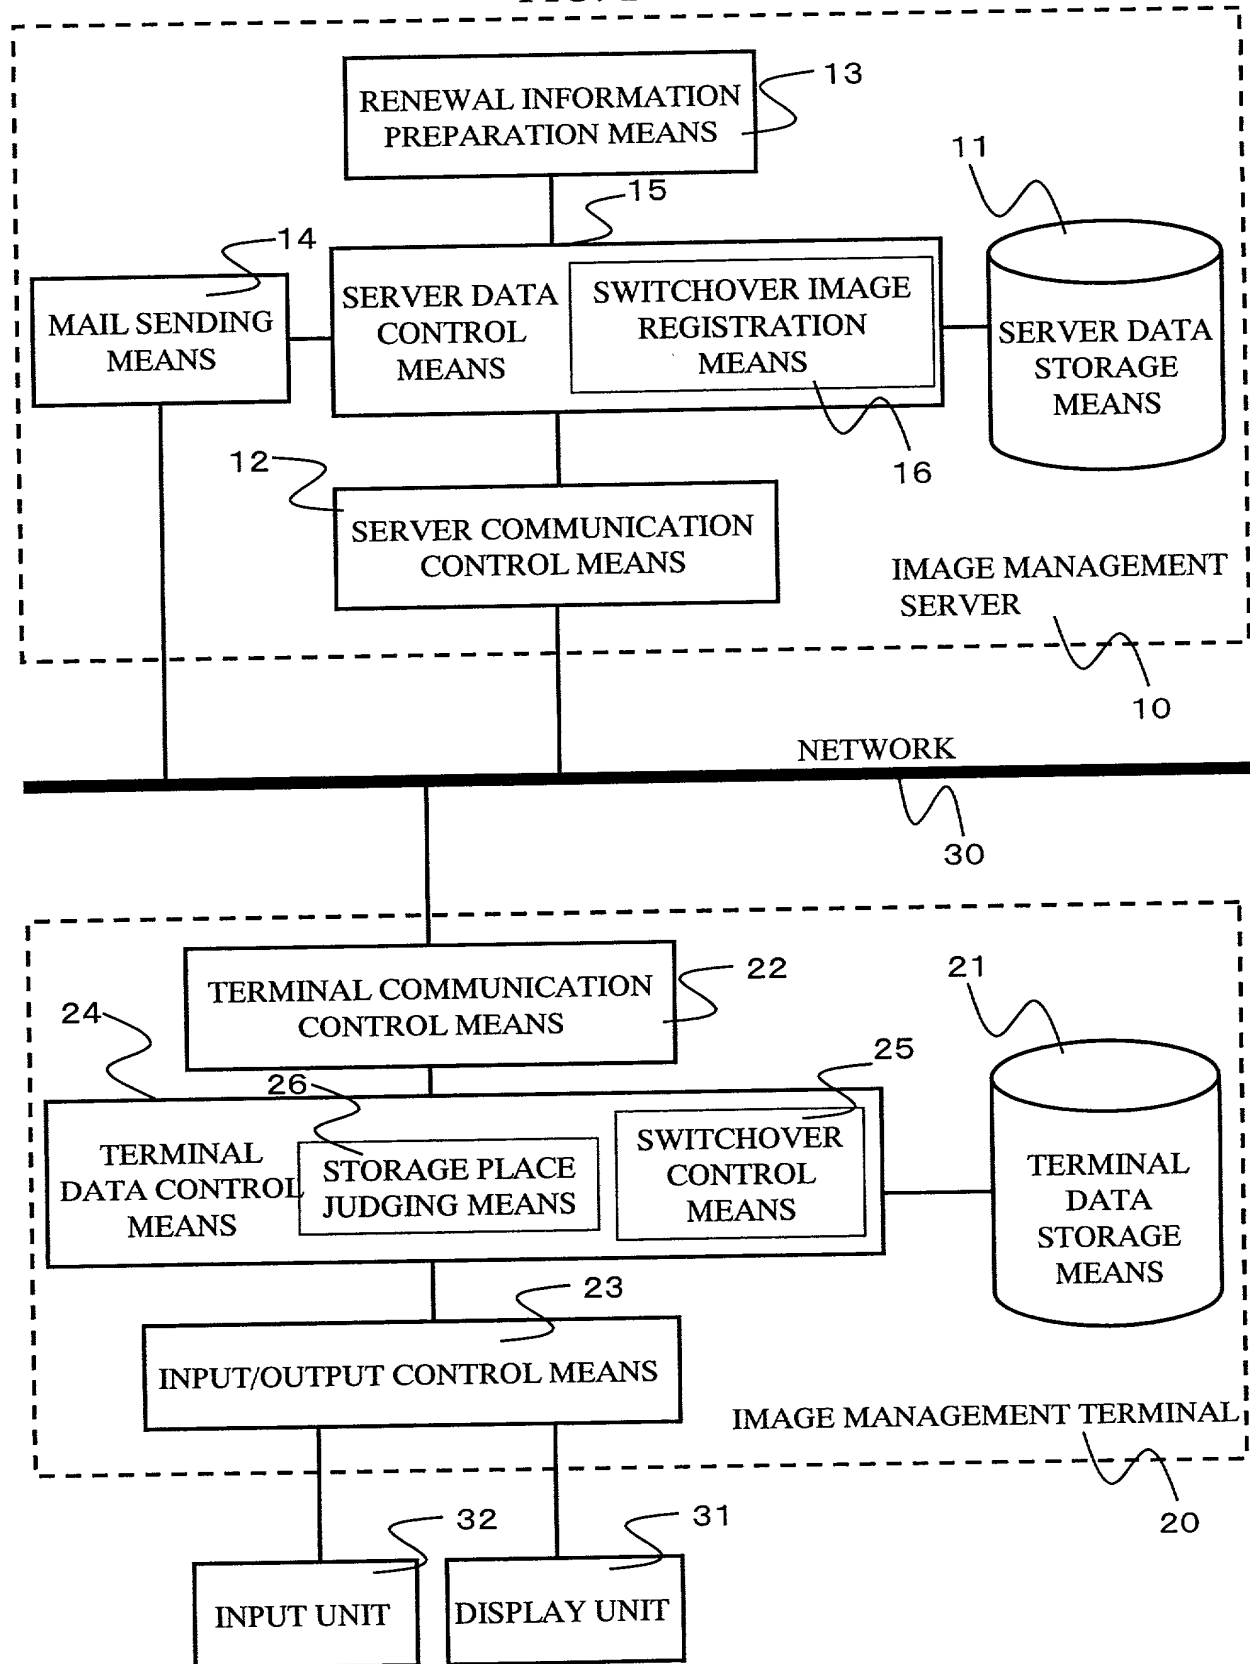 RENEWAL INFORMATION
PREPARATION MEANS
13
15
11
14
MAIL SENDING
MEANS
SERVER DATA
CONTROL
MEANS
SWITCHOVER IMAGE
REGISTRATION
MEANS
SERVER DATA
STORAGE
MEANS
16
12
SERVER COMMUNICATION
CONTROL MEANS
IMAGE MANAGEMENT
SERVER
10
NETWORK
30
TERMINAL COMMUNICATION
CONTROL MEANS
22
21
24
26
25
TERMINAL
DATA CONTROL
MEANS
STORAGE PLACE
JUDGING MEANS
SWITCHOVER
CONTROL
MEANS
TERMINAL
DATA
STORAGE
MEANS
23
INPUT/OUTPUT CONTROL MEANS
IMAGE MANAGEMENT TERMINAL
20
32
31
INPUT UNIT
DISPLAY UNIT